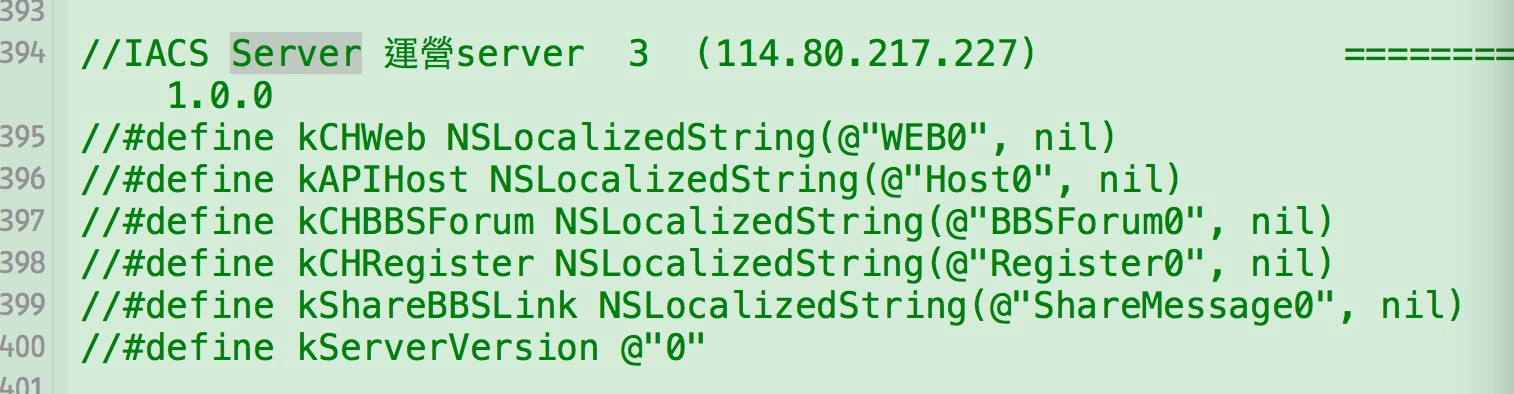 393
394 //IACS Server 運營server  3  (114.80.217.227)                     ========
    1.0.0
395 //#define kCHWeb NSLocalizedString(@"WEB0", nil)
396 //#define kAPIHost NSLocalizedString(@"Host0", nil)
397 //#define kCHBBSForum NSLocalizedString(@"BBSForum0", nil)
398 //#define kCHRegister NSLocalizedString(@"Register0", nil)
399 //#define kShareBBSLink NSLocalizedString(@"ShareMessage0", nil)
400 //#define kServerVersion @"0"
401